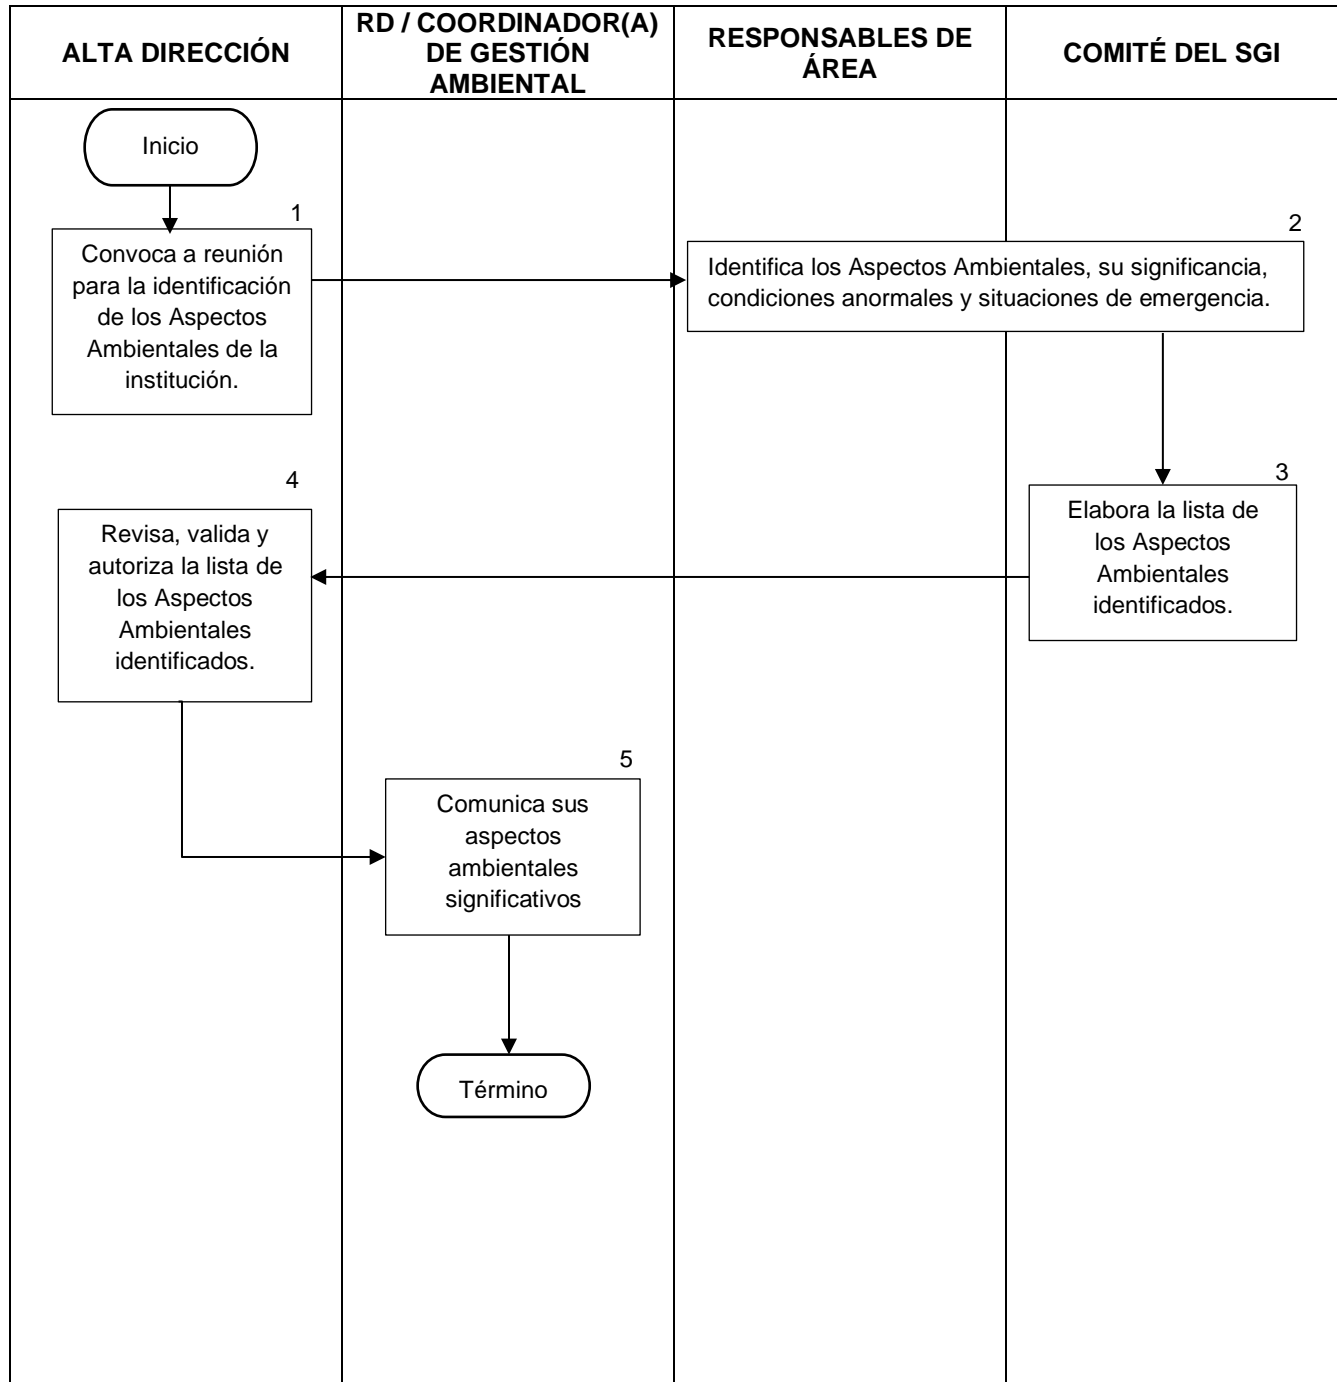 ALTA DIRECCIÓN
RD / COORDINADOR(A)
DE GESTIÓN
AMBIENTAL
RESPONSABLES DE
ÁREA
COMITÉ DEL SGI
Inicio
1
Convoca a reunión
para la identificación
de los Aspectos
Ambientales de la
institución.
2
Identifica los Aspectos Ambientales, su significancia,
condiciones anormales y situaciones de emergencia.
3
Elabora la lista de
los Aspectos
Ambientales
identificados.
4
Revisa, valida y
autoriza la lista de
los Aspectos
Ambientales
identificados.
5
Comunica sus
aspectos
ambientales
significativos
Término